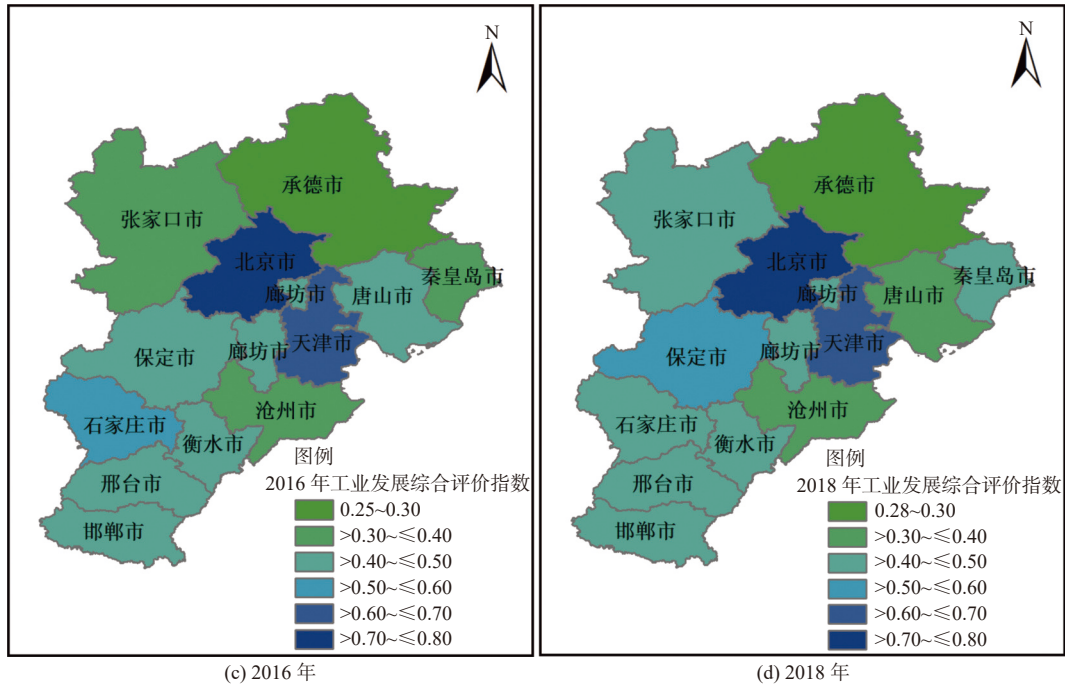 N
承德市
张家口市
北京市
秦皇岛市
廊坊市
唐山市
天津市
保定市
廊坊市
沧州市
石家庄市
衡水市
邢台市
邯郸市
图例
2016 年工业发展综合评价指数
0.25~0.30
>0.30~≤0.40
>0.40~≤0.50
>0.50~≤0.60
>0.60~≤0.70
>0.70~≤0.80
(c) 2016 年
N
承德市
张家口市
北京市
秦皇岛市
廊坊市
唐山市
天津市
保定市
廊坊市
沧州市
石家庄市
衡水市
邢台市
邯郸市
图例
2018 年工业发展综合评价指数
0.28~0.30
>0.30~≤0.40
>0.40~≤0.50
>0.50~≤0.60
>0.60~≤0.70
>0.70~≤0.80
(d) 2018 年